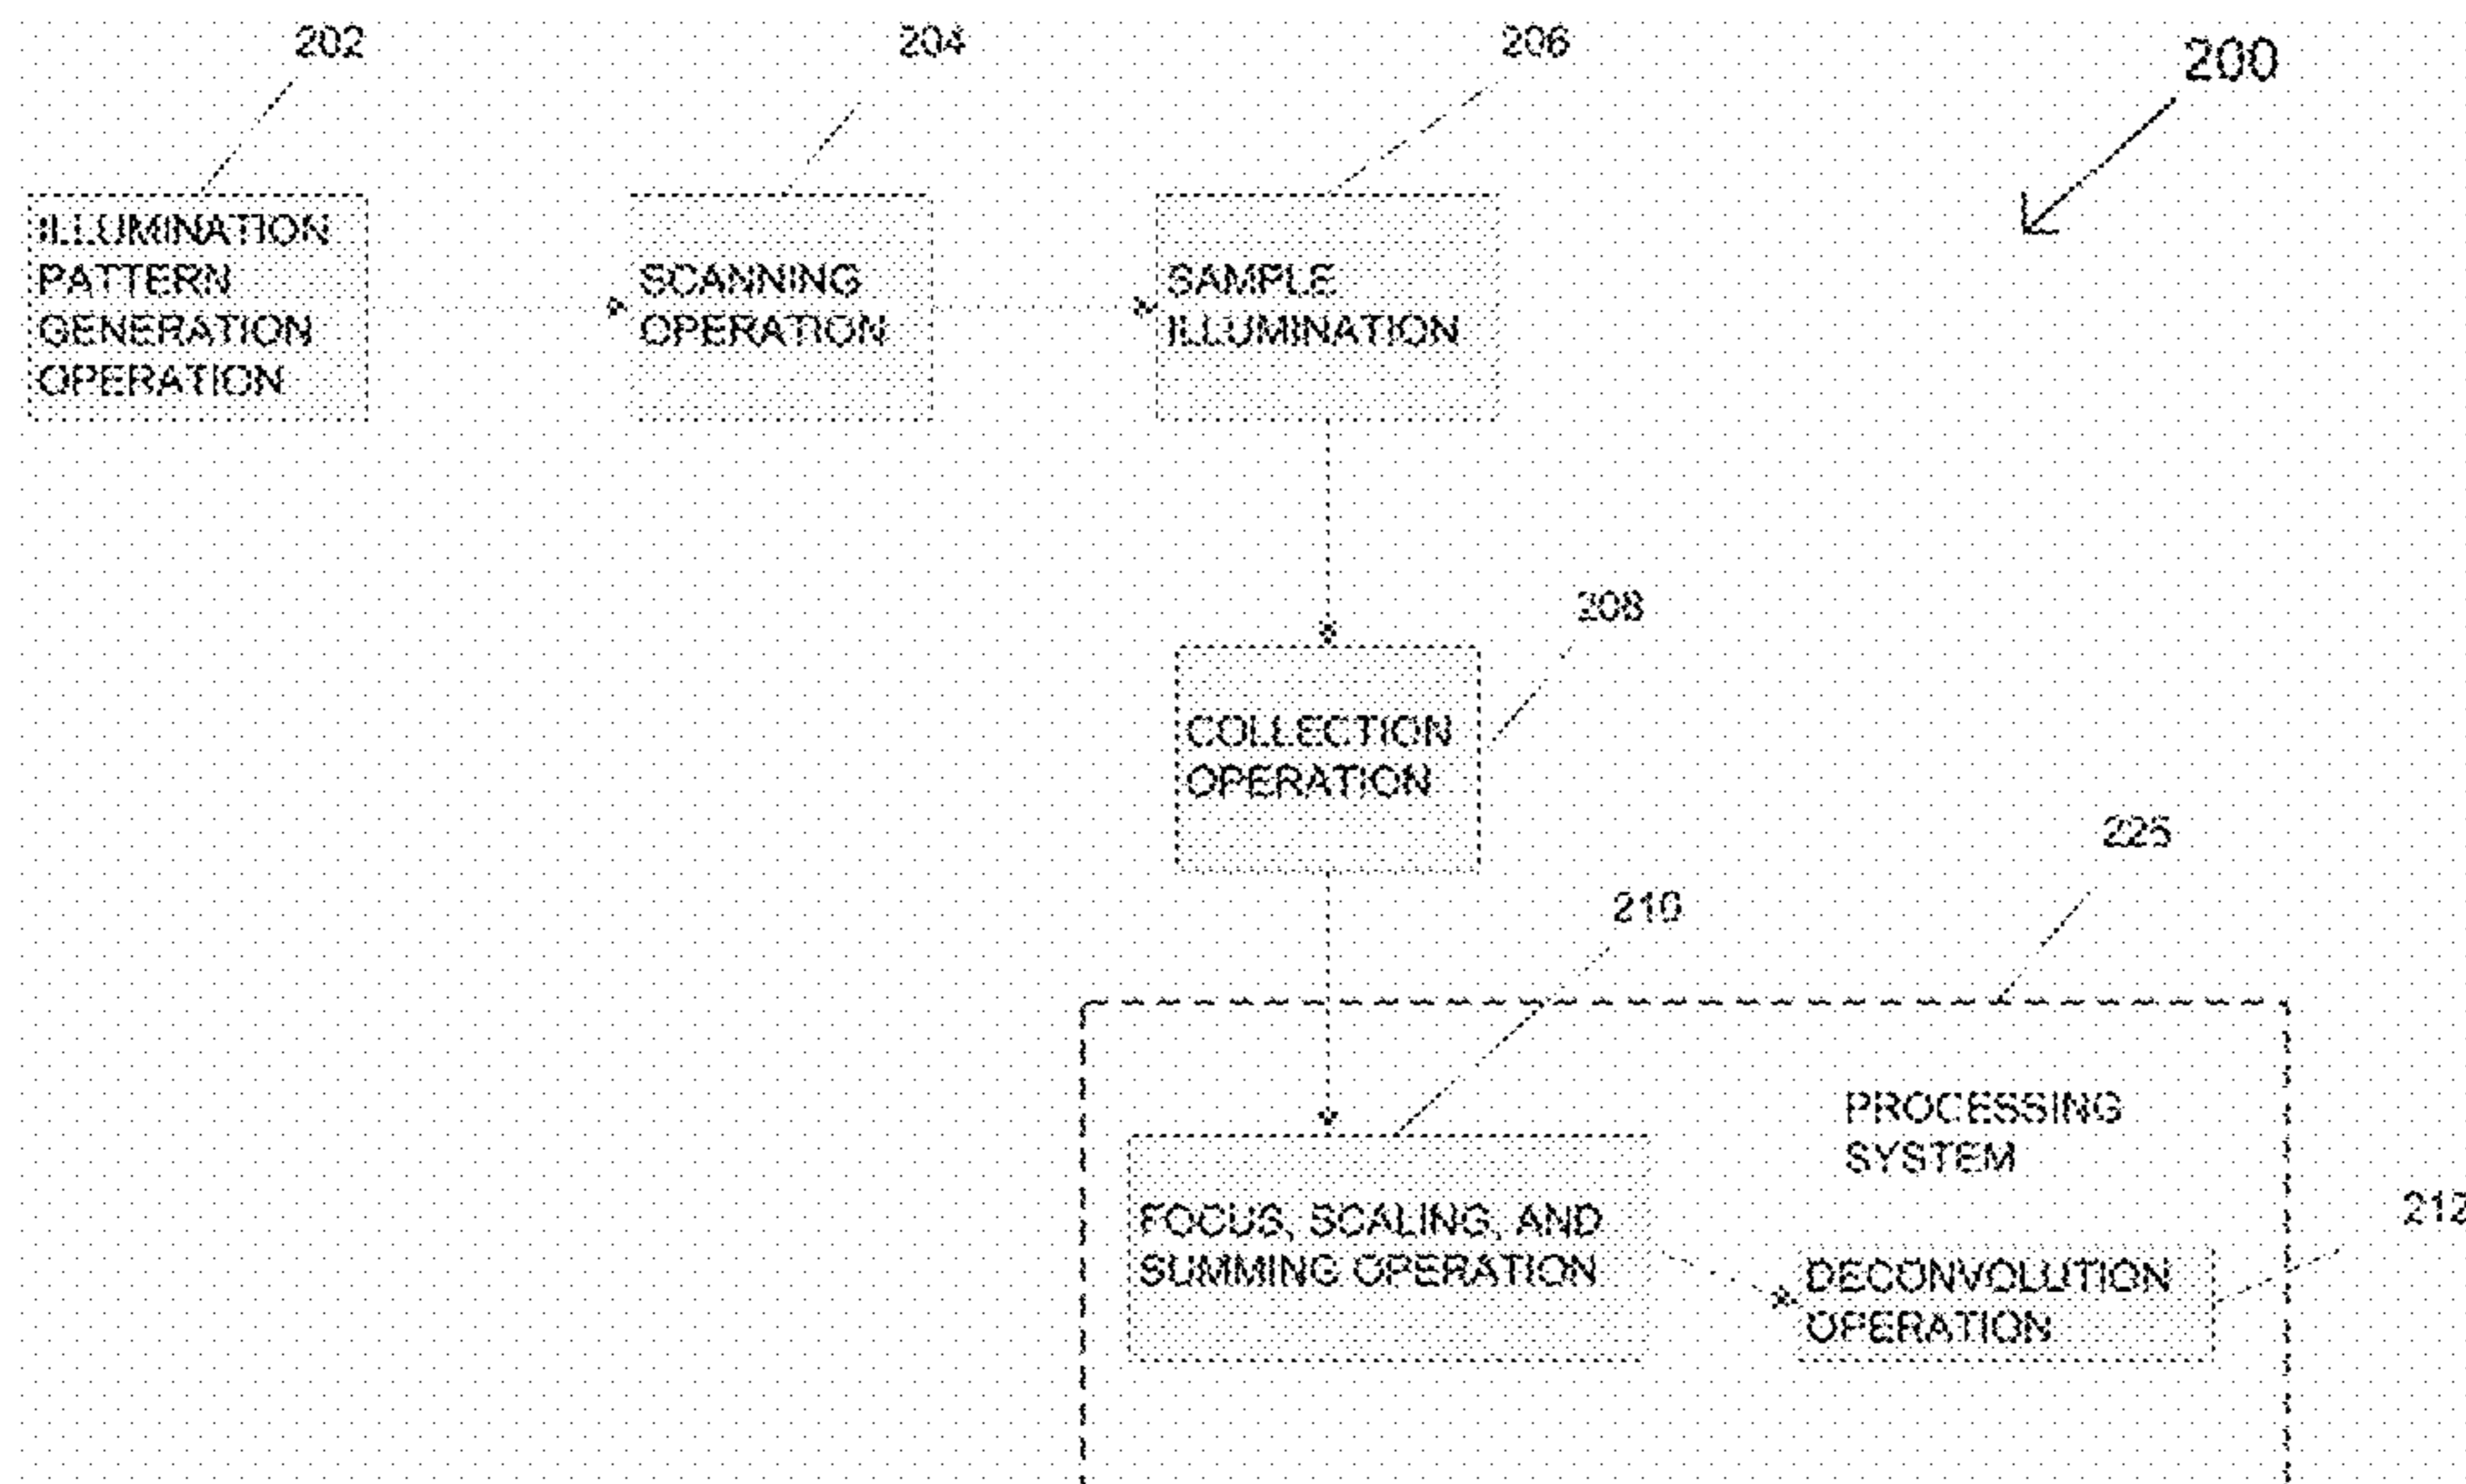 202
204
206
200
ILLUMINATION
PATTERN
GENERATION
OPERATION
SCANNING
OPERATION
SAMPLE
ILLUMINATION
208
COLLECTION
OPERATION
225
210
PROCESSING
SYSTEM
212
FOCUS, SCALING, AND
SUMMING OPERATION
DECONVOLUTION
OPERATION